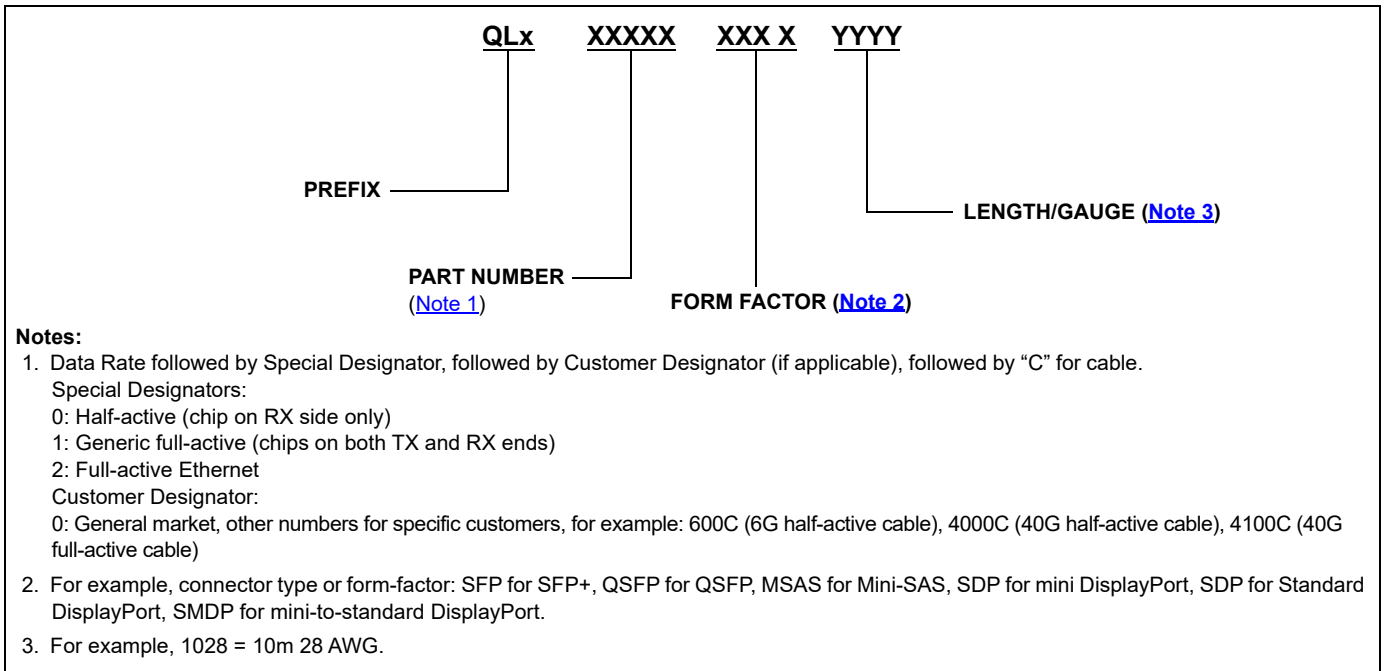 QLx XXXXX XXX X YYYY
PREFIX
LENGTH/GAUGE (Note 3)
PART NUMBER
(Note 1)
FORM FACTOR (Note 2)
Notes:
1. Data Rate followed by Special Designator, followed by Customer Designator (if applicable), followed by “C” for cable.
Special Designators:
0: Half-active (chip on RX side only)
1: Generic full-active (chips on both TX and RX ends)
2: Full-active Ethernet
Customer Designator:
0: General market, other numbers for specific customers, for example: 600C (6G half-active cable), 4000C (40G half-active cable), 4100C (40G
full-active cable)
2. For example, connector type or form-factor: SFP for SFP+, QSFP for QSFP, MSAS for Mini-SAS, SDP for mini DisplayPort, SDP for Standard
DisplayPort, SMDP for mini-to-standard DisplayPort.
3. For example, 1028 = 10m 28 AWG.